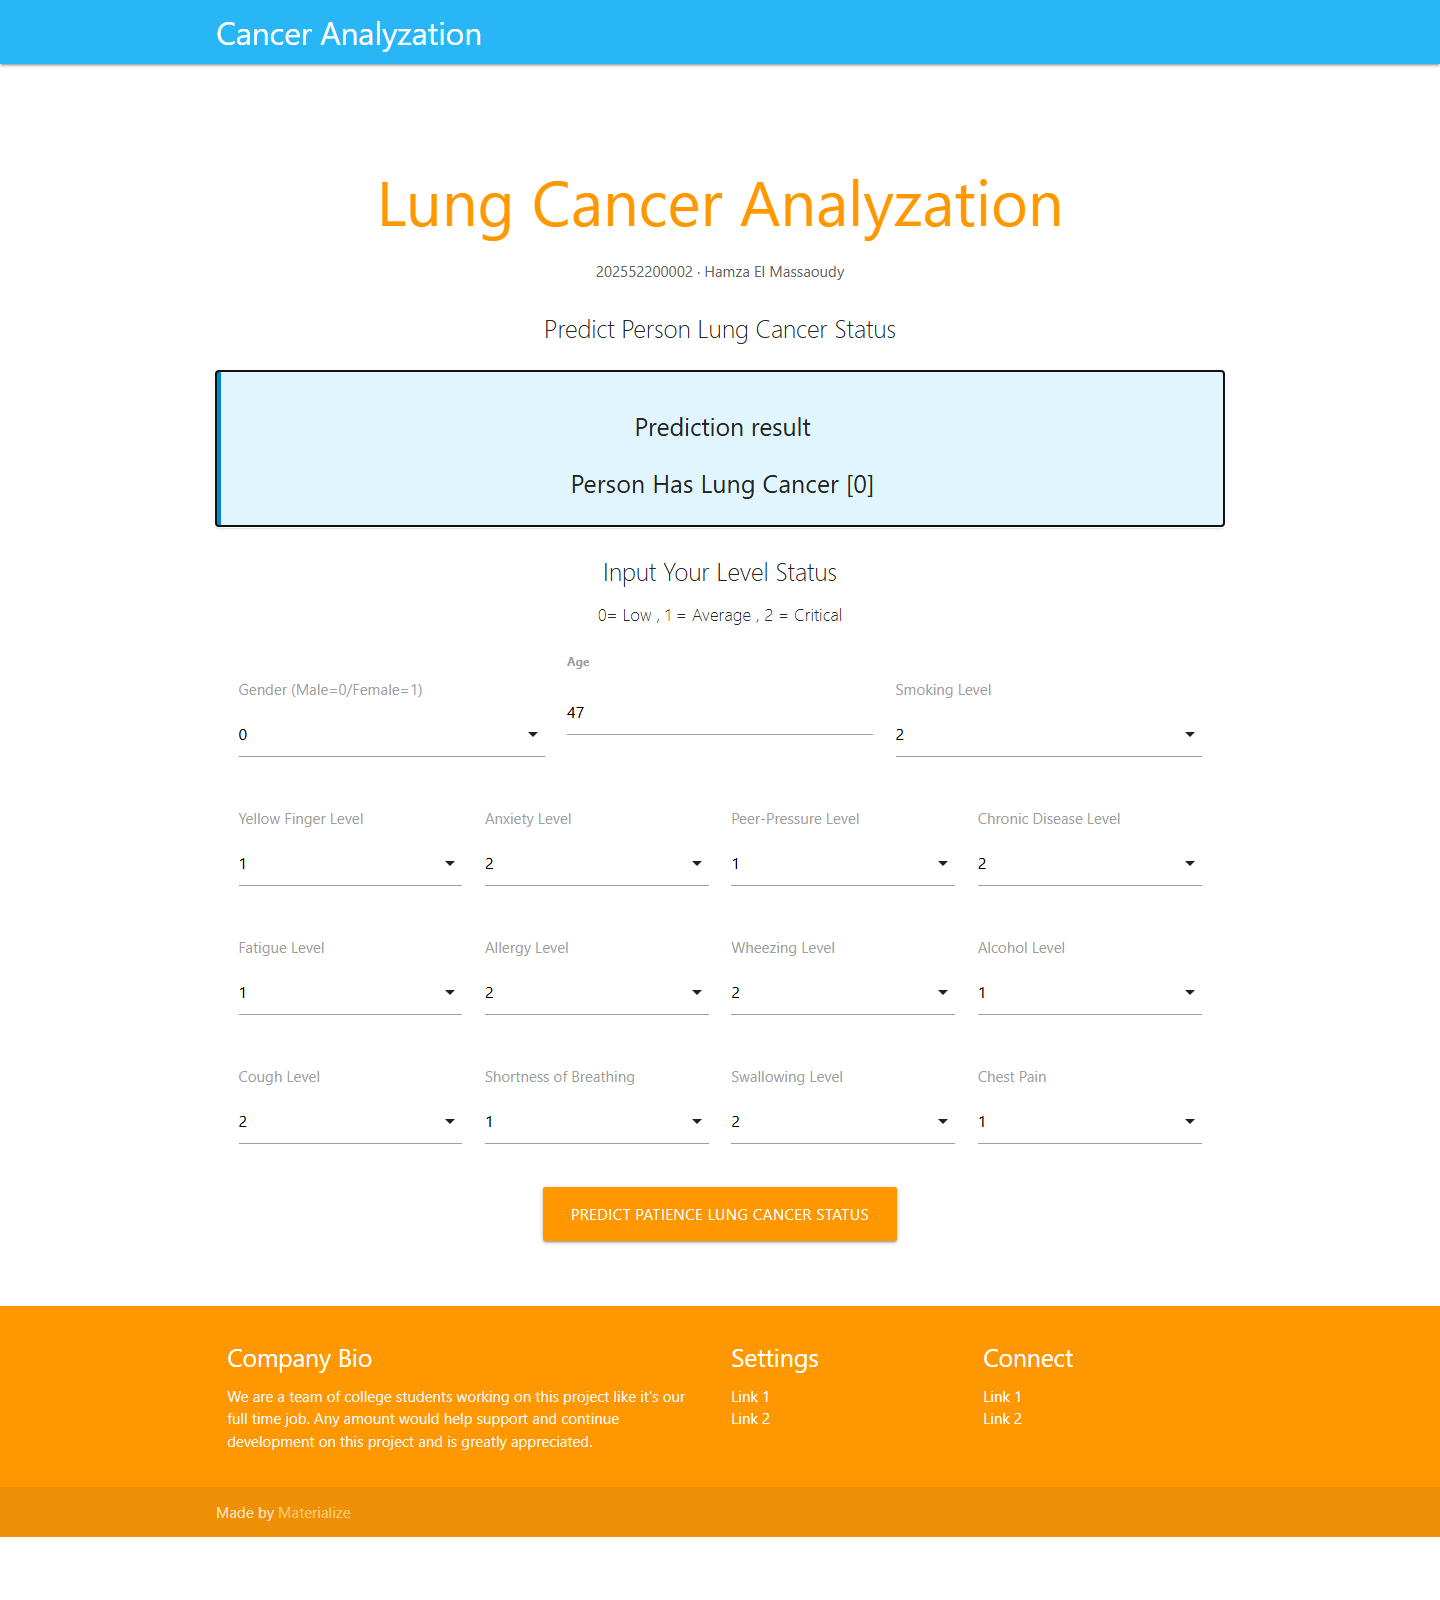 Cancer Analyzation
Lung Cancer Analyzation
202552200002 · Hamza El Massaoudy
Predict Person Lung Cancer Status
Prediction result
Person Has Lung Cancer [0]
Input Your Level Status
0= Low , 1 = Average , 2 = Critical
Gender (Male=0/Female=1)
0
Age
47
Smoking Level
2
Yellow Finger Level
1
Anxiety Level
2
Peer-Pressure Level
1
Chronic Disease Level
2
Fatigue Level
1
Allergy Level
2
Wheezing Level
2
Alcohol Level
1
Cough Level
2
Shortness of Breathing
1
Swallowing Level
2
Chest Pain
1
PREDICT PATIENCE LUNG CANCER STATUS
Company Bio
We are a team of college students working on this project like it's our
full time job. Any amount would help support and continue
development on this project and is greatly appreciated.
Settings
Link 1
Link 2
Connect
Link 1
Link 2
Made by Materialize